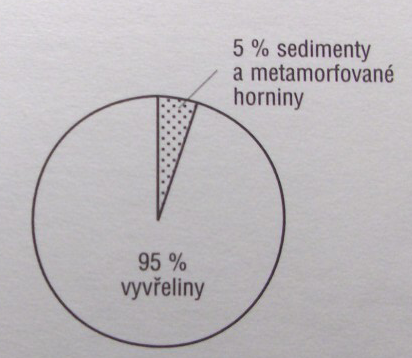 5 % sedimenty
a metamorfované
horniny
95 %
vyvřeliny